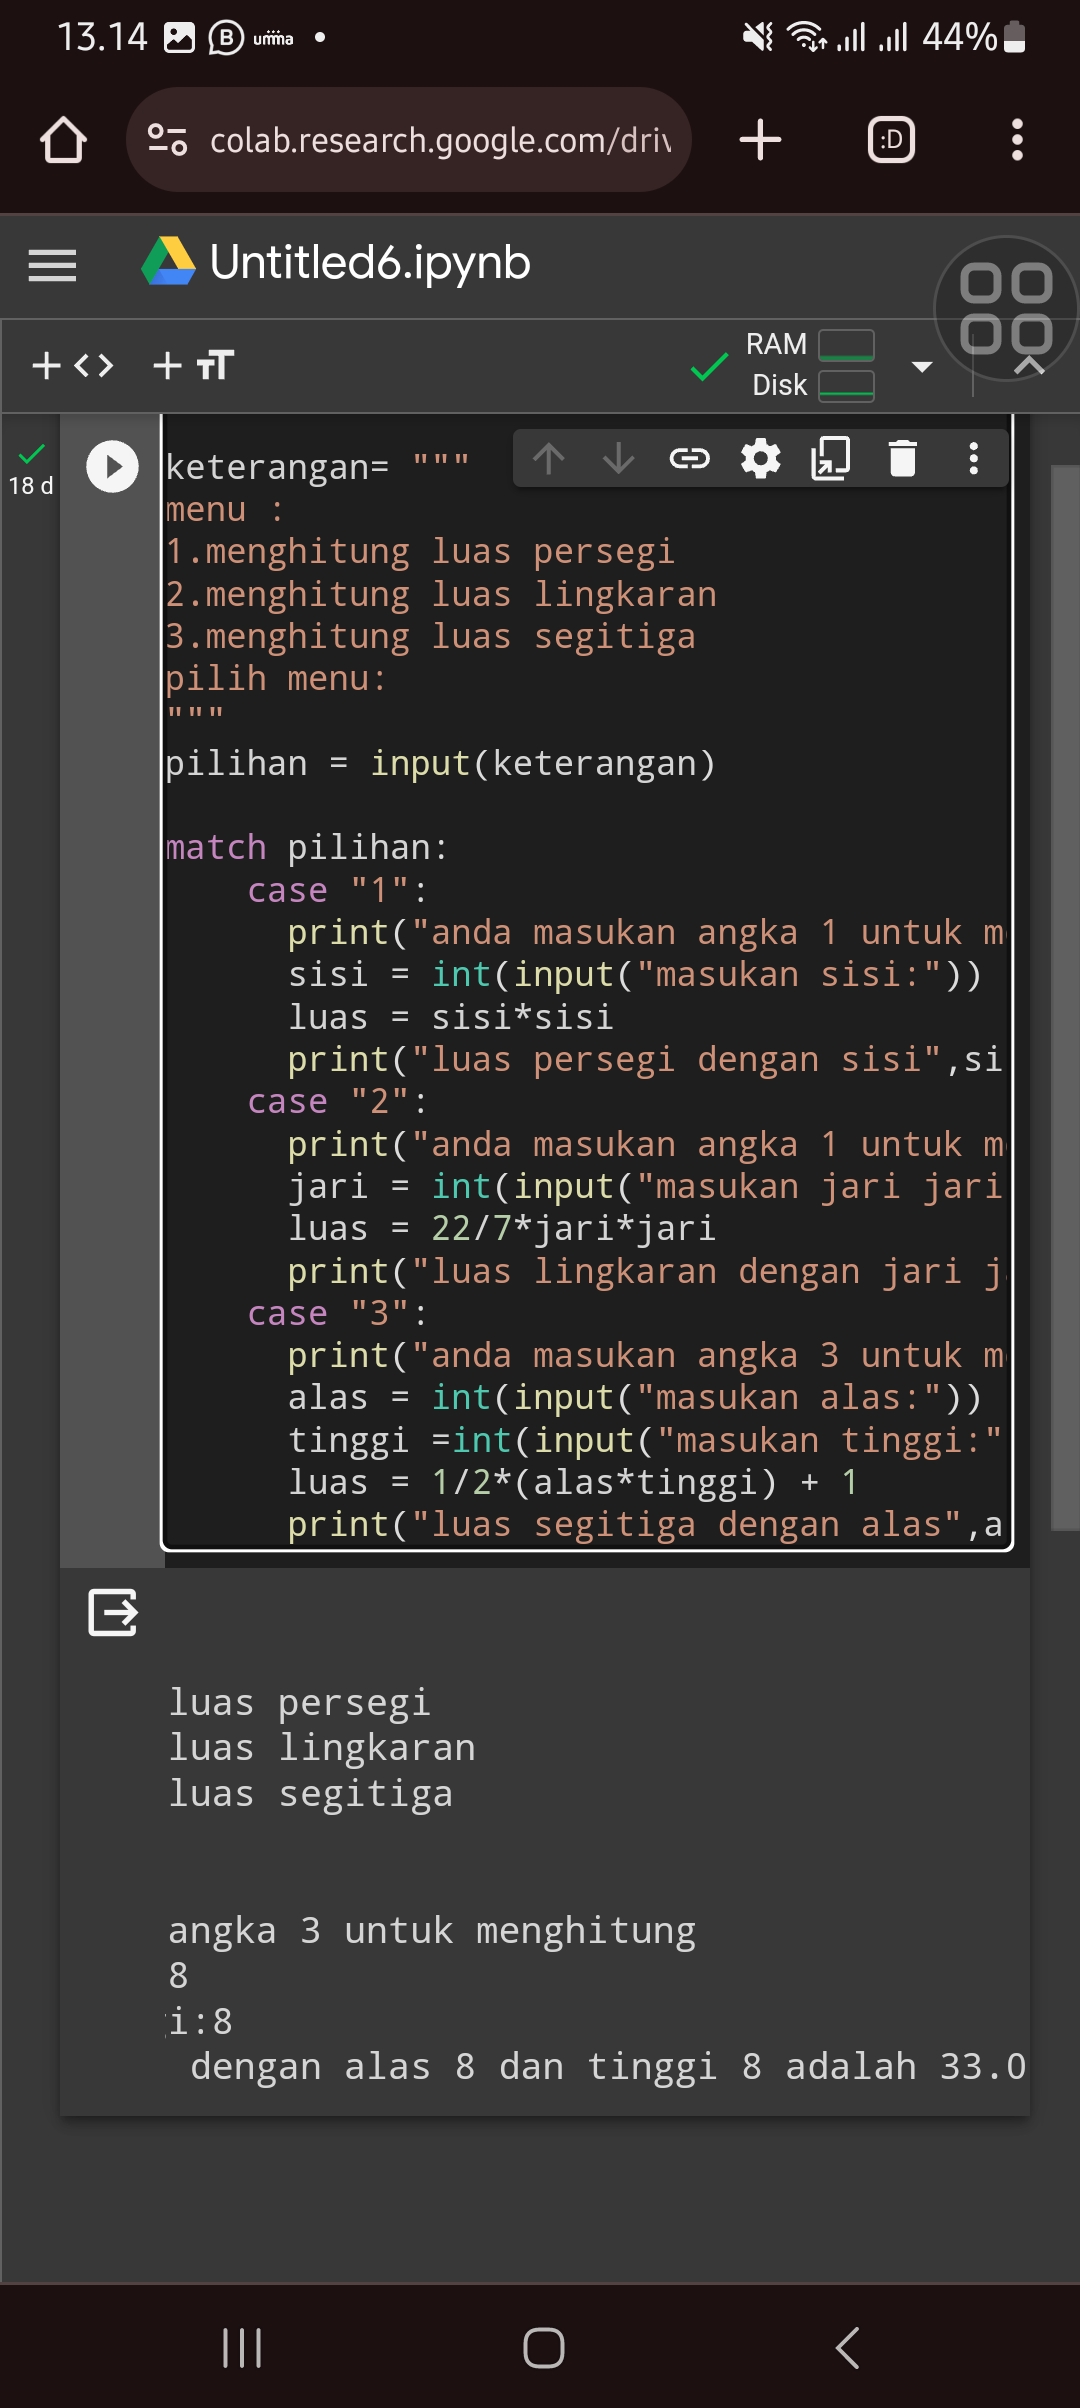 13.14
B
umma
44%
colab.research.google.com/driv
:D
Untitled6.ipynb
RAM
Disk
18 d
keterangan= """
menu :
1.menghitung luas persegi
2.menghitung luas lingkaran
3.menghitung luas segitiga
pilih menu:
"""
pilihan = input(keterangan)
match pilihan:
case "1":
print("anda masukan angka 1 untuk m
sisi = int(input("masukan sisi:"))
luas = sisi*sisi
print("luas persegi dengan sisi",si
case "2":
print("anda masukan angka 1 untuk m
jari = int(input("masukan jari jari
luas = 22/7*jari*jari
print("luas lingkaran dengan jari j
case "3":
print("anda masukan angka 3 untuk m
alas = int(input("masukan alas:"))
tinggi =int(input("masukan tinggi:"
luas = 1/2*(alas*tinggi) + 1
print("luas segitiga dengan alas",a
luas persegi
luas lingkaran
luas segitiga
angka 3 untuk menghitung
8
i:8
dengan alas 8 dan tinggi 8 adalah 33.0